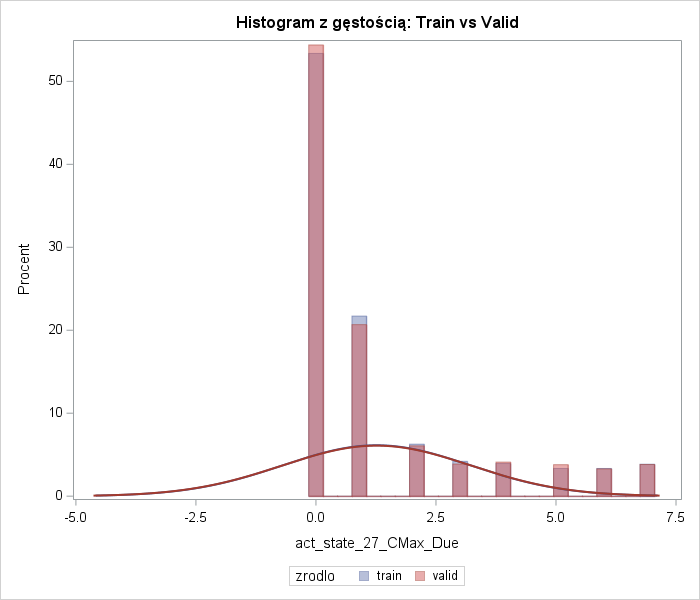 Histogram z gęstością: Train vs Valid
Procent
50
40
30
20
10
0
-5.0 -2.5 0.0 2.5 5.0 7.5
act_state_27_CMax_Due
zrodlo train valid